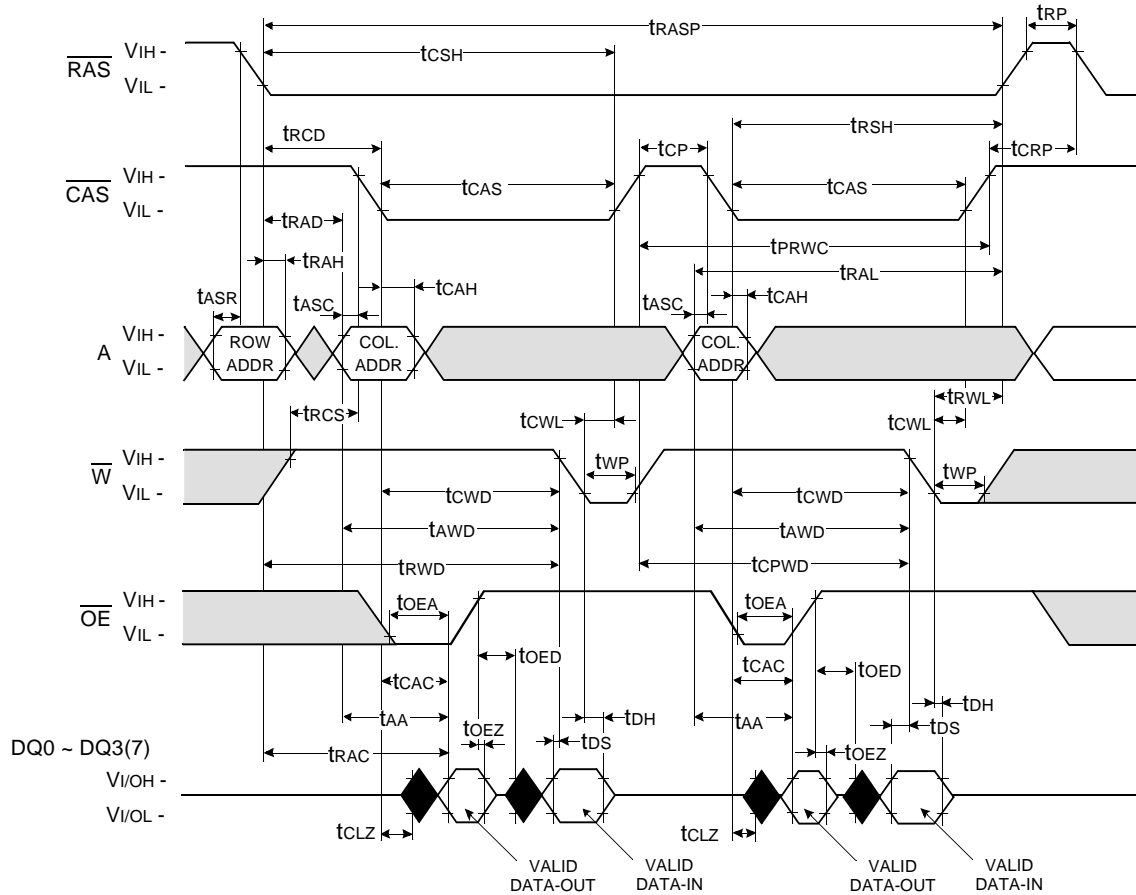 tRASP
tRP
tCSH
RAS
VIH -
VIL -
tRCD
tRSH
tCP
tCRP
CAS
VIH -
VIL -
tCAS
tCAS
tRAD
tPRWC
tRAH
tRAL
tASR
tASC
tCAH
tASC
tCAH
A
VIH -
VIL -
ROW
ADDR
COL.
ADDR
COL.
ADDR
tRCS
tCWL
tRWL
tCWL
W
VIH -
VIL -
tWP
tWP
tCWD
tCWD
tAWD
tAWD
tRWD
tCPWD
OE
VIH -
VIL -
tOEA
tOEA
tOED
tOED
tCAC
tCAC
tAA
tAA
tDH
tDH
tOEZ
tDS
tOEZ
tDS
tRAC
DQ0 ~ DQ3(7)
VI/OH -
VI/OL -
tCLZ
tCLZ
VALID
DATA-OUT
VALID
DATA-IN
VALID
DATA-OUT
VALID
DATA-IN